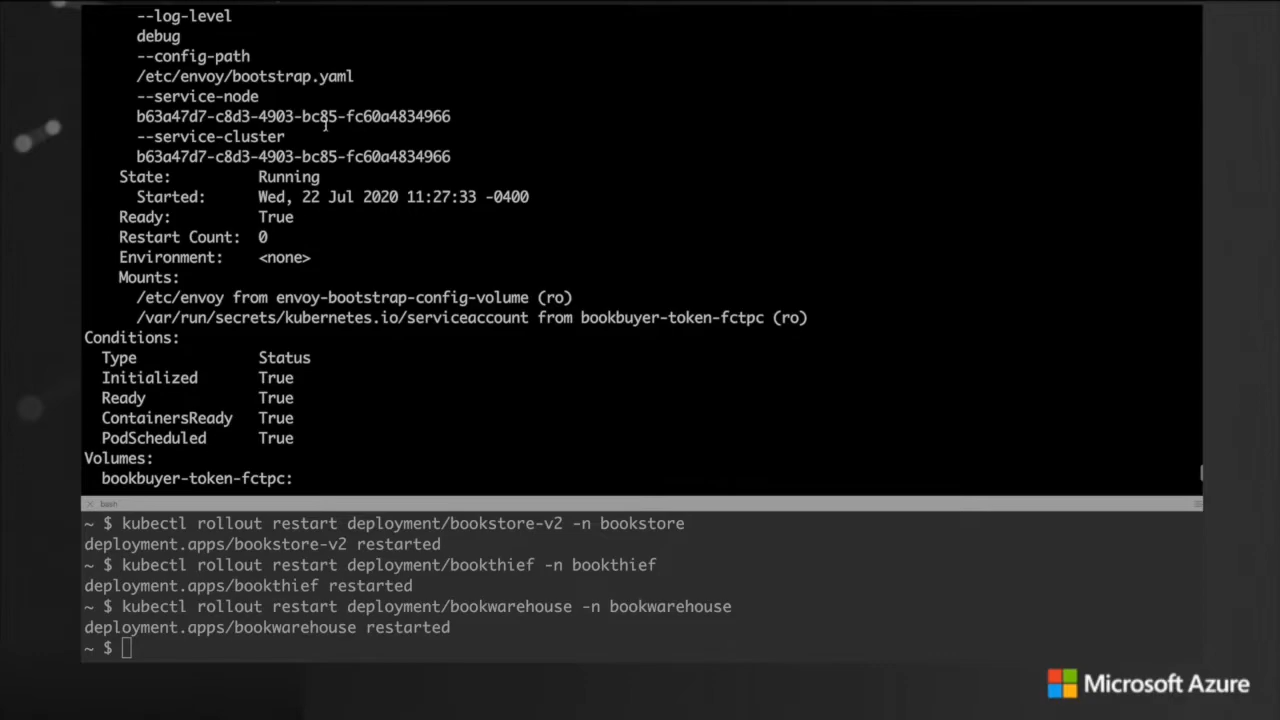 --log-level
debug
--config-path
/etc/envoy/bootstrap.yaml
--service-node
b63a47d7-c8d3-4903-bc85-fc60a4834966
--service-cluster
b63a47d7-c8d3-4903-bc85-fc60a4834966
State: Running
Started: Wed, 22 Jul 2020 11:27:33 -0400
Ready: True
Restart Count: 0
Environment: <none>
Mounts:
/etc/envoy from envoy-bootstrap-config-volume (ro)
/var/run/secrets/kubernetes.io/serviceaccount from bookbuyer-token-fctpc (ro)
Conditions:
Type Status
Initialized True
Ready True
ContainersReady True
PodScheduled True
Volumes:
bookbuyer-token-fctpc:
bash
~ $ kubectl rollout restart deployment/bookstore-v2 -n bookstore
deployment.apps/bookstore-v2 restarted
~ $ kubectl rollout restart deployment/bookthief -n bookthief
deployment.apps/bookthief restarted
~ $ kubectl rollout restart deployment/bookwarehouse -n bookwarehouse
deployment.apps/bookwarehouse restarted
~ $
Microsoft Azure